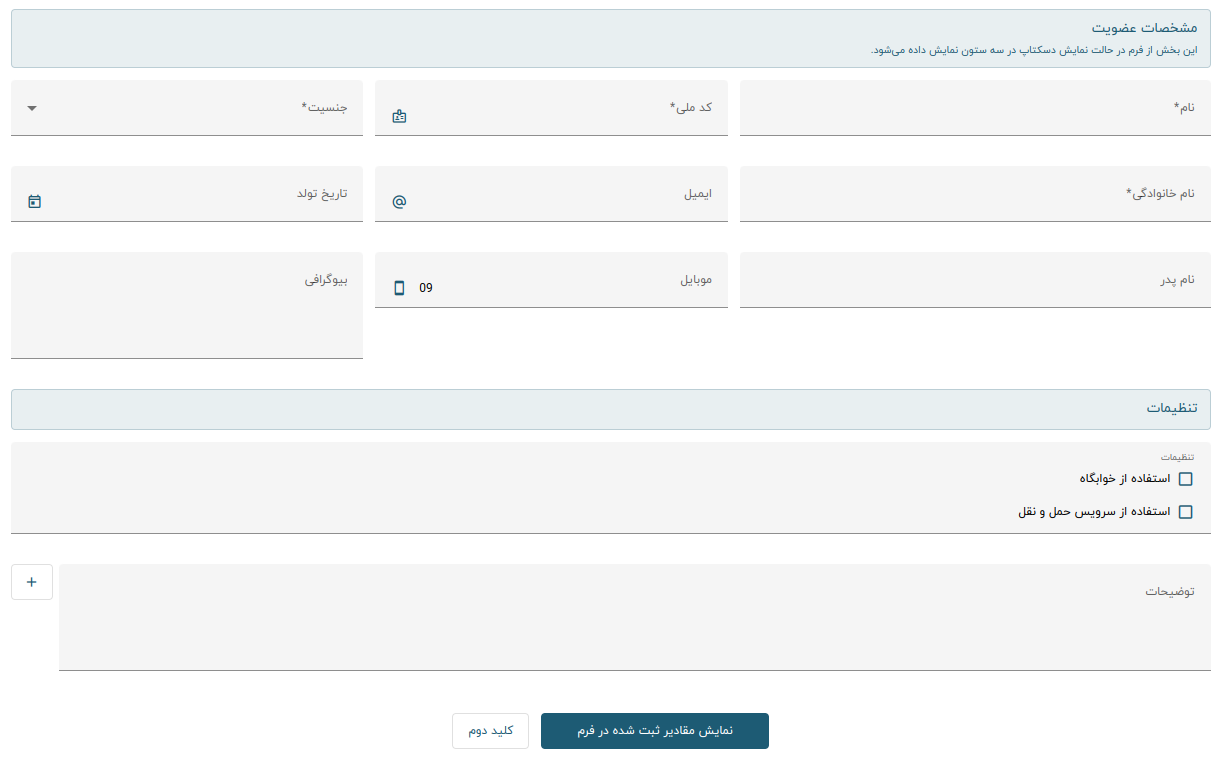 مشخصات عضویت
این بخش از فرم در حالت نمایش دسکتاپ در سه ستون نمایش داده می‌شود.
نام*
کد ملی*
جنسیت*
نام خانوادگی*
ایمیل
تاریخ تولد
نام پدر
موبایل
09
بیوگرافی
تنظیمات
تنظیمات
استفاده از خوابگاه
استفاده از سرویس حمل و نقل
توضیحات
+
نمایش مقادیر ثبت شده در فرم
کلید دوم